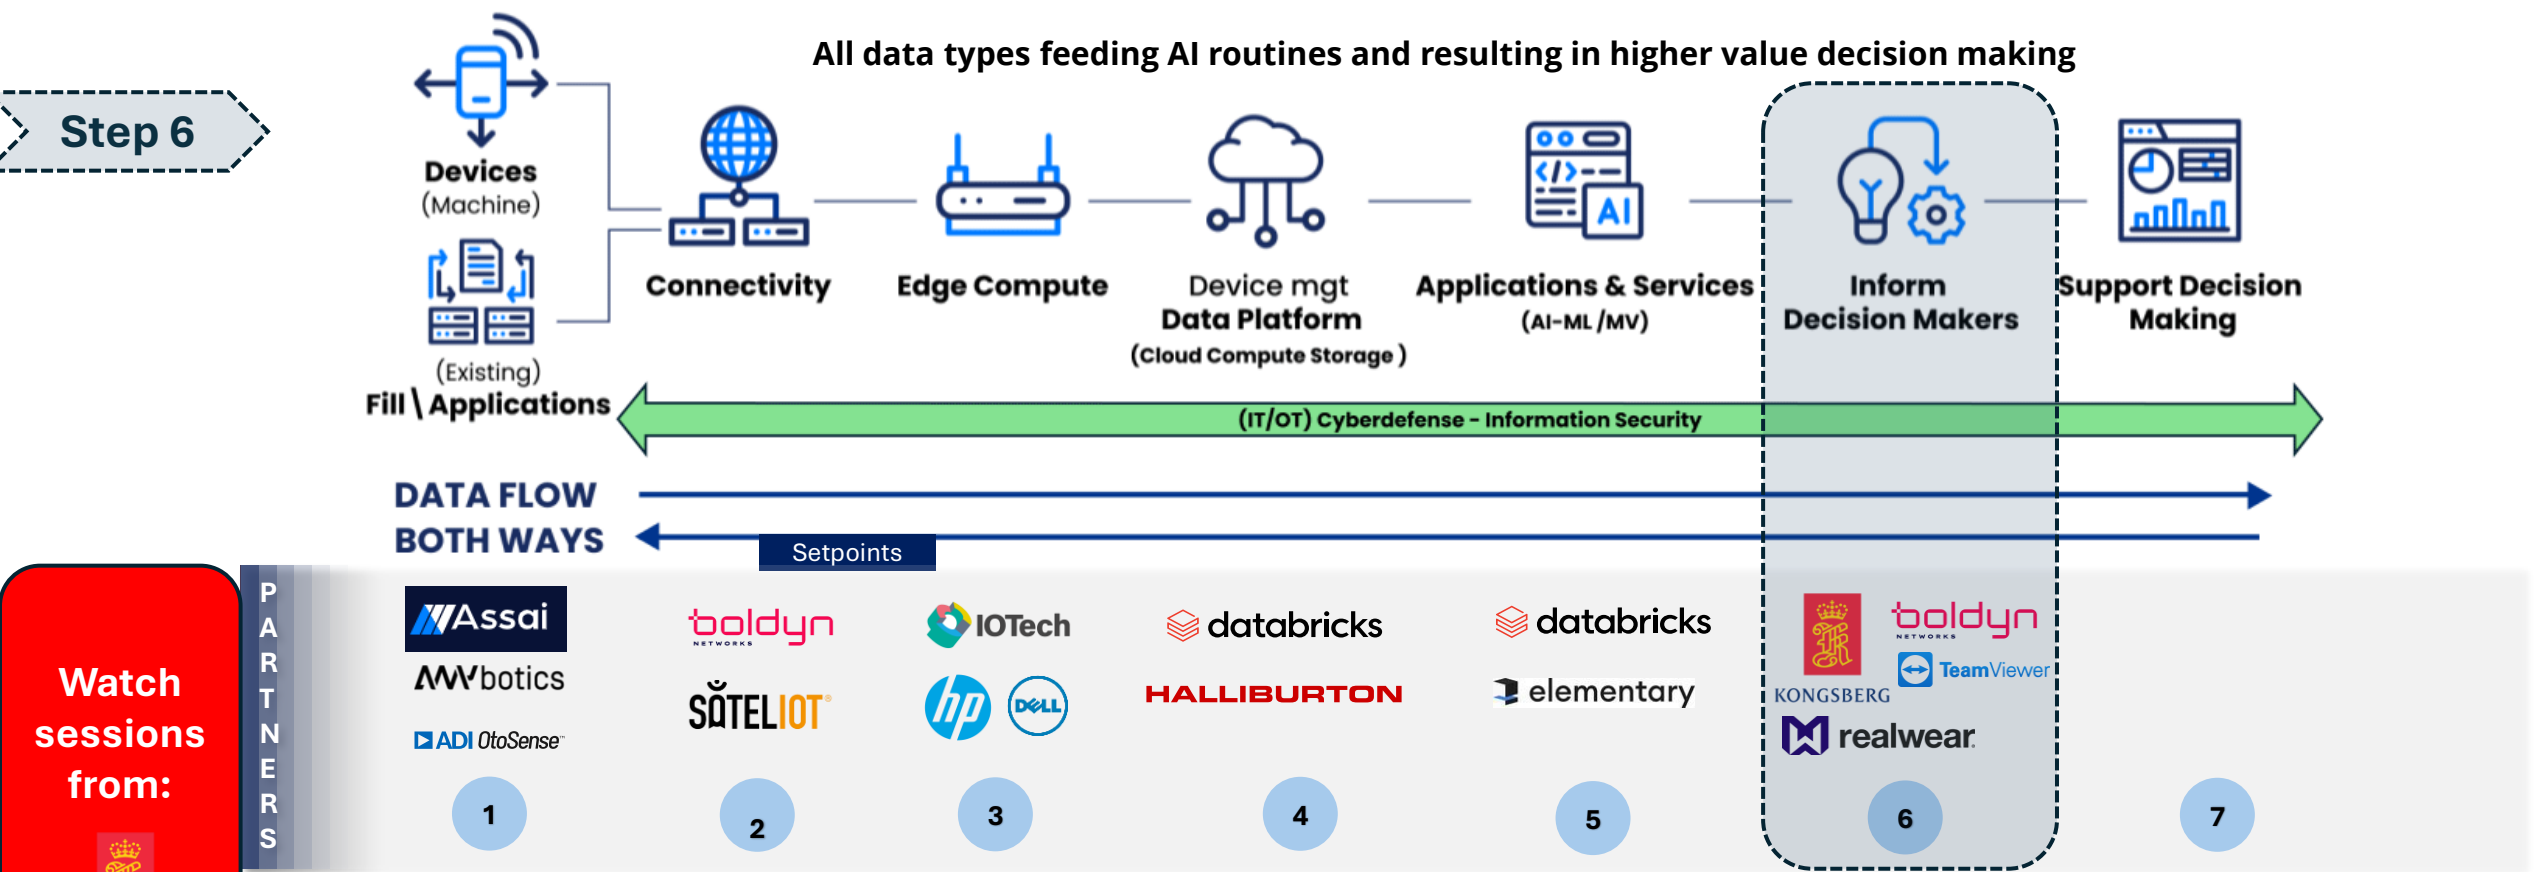 All data types feeding AI routines and resulting in higher value decision making
Step 6
Devices
(Machine)
(Existing)
Fill \ Applications
Connectivity
Edge Compute
Device mgt
Data Platform
(Cloud Compute Storage )
AI
Applications & Services
(AI-ML /MV)
Inform
Decision Makers
Support Decision
Making
(IT/OT) Cyberdefense - Information Security
DATA FLOW
BOTH WAYS
Setpoints
Watch
sessions
from:
PARTNERS
Assai
AMVbotics
ADI OtoSense™
1
boldyn
NETWORKS
SATELIOT®
2
IOTech
hp
DELL
3
databricks
HALLIBURTON
4
databricks
elementary
5
KONGSBERG
boldyn
NETWORKS
TeamViewer
realwear
6
7